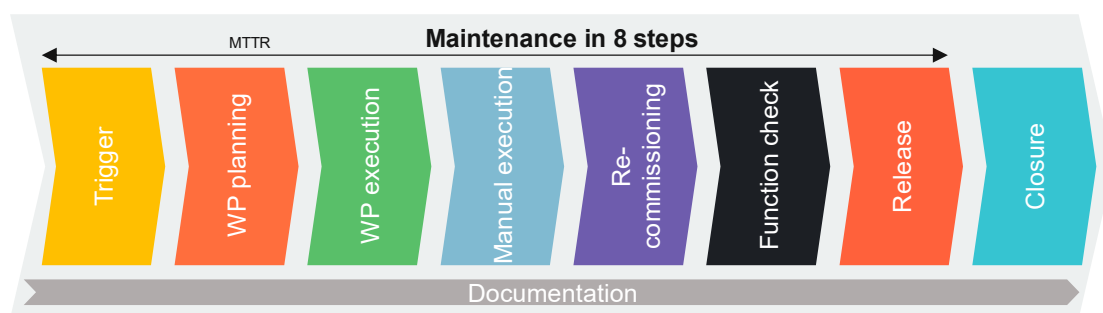 Maintenance in 8 steps
MTTR
Trigger
WP planning
WP execution
Manual execution
Re-
commissioning
Function check
Release
Closure
Documentation